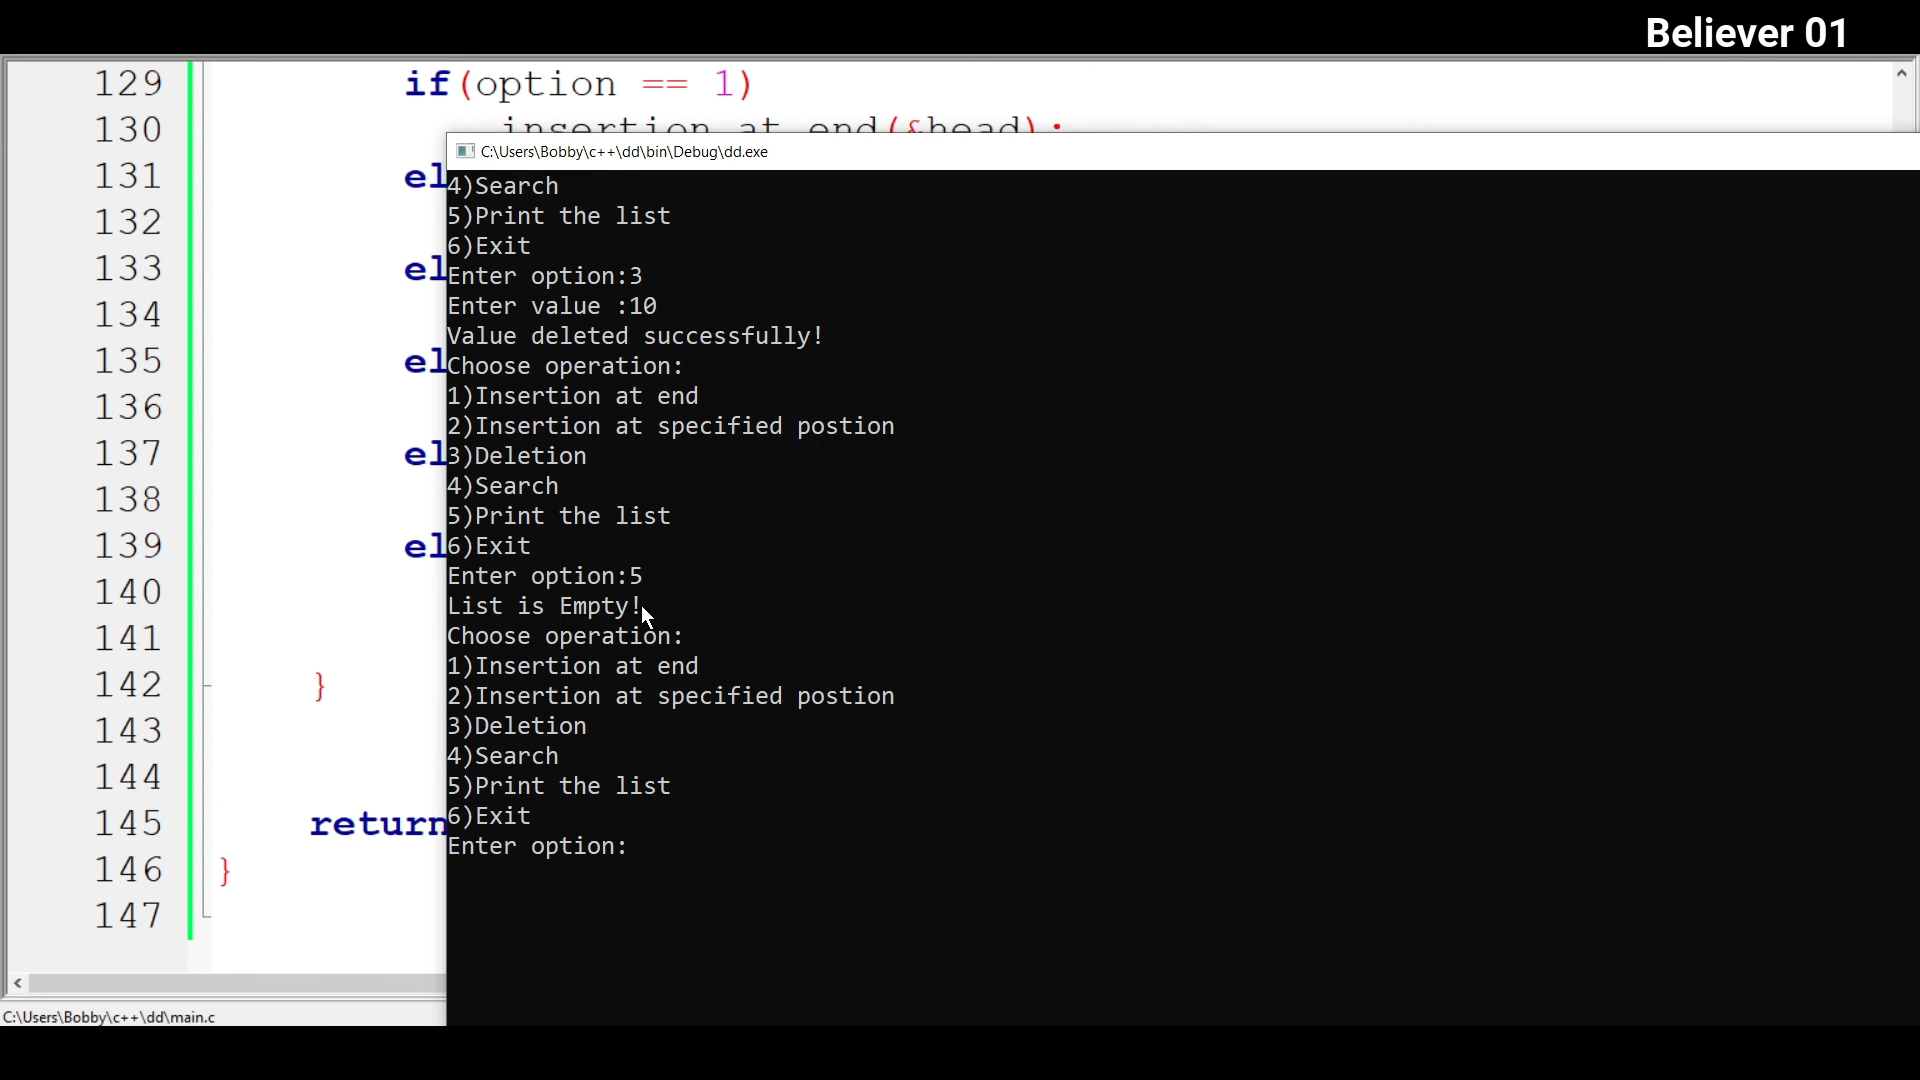 Believer 01
129 if(option == 1)
130 insertion at end(&head);
C:\Users\Bobby\c++\dd\bin\Debug\dd.exe
131 el
132
133 el
134
135 el
136
137 el
138
139 el
140
141
142 }
143
144
145 return
146 }
147
4)Search
5)Print the list
6)Exit
Enter option:3
Enter value :10
Value deleted successfully!
Choose operation:
1)Insertion at end
2)Insertion at specified postion
3)Deletion
4)Search
5)Print the list
6)Exit
Enter option:5
List is Empty!
Choose operation:
1)Insertion at end
2)Insertion at specified postion
3)Deletion
4)Search
5)Print the list
6)Exit
Enter option:
C:\Users\Bobby\c++\dd\main.c